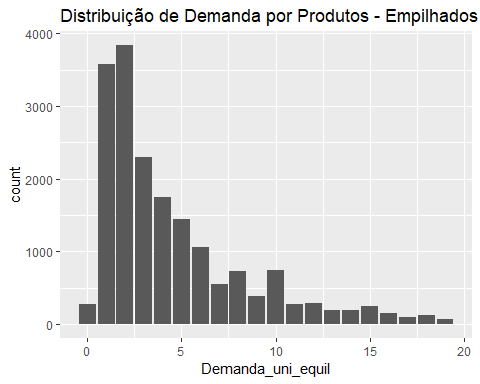 Distribuição de Demanda por Produtos - Empilhados
4000
3000
2000
1000
0
count
0 5 10 15 20
Demanda_uni_equil